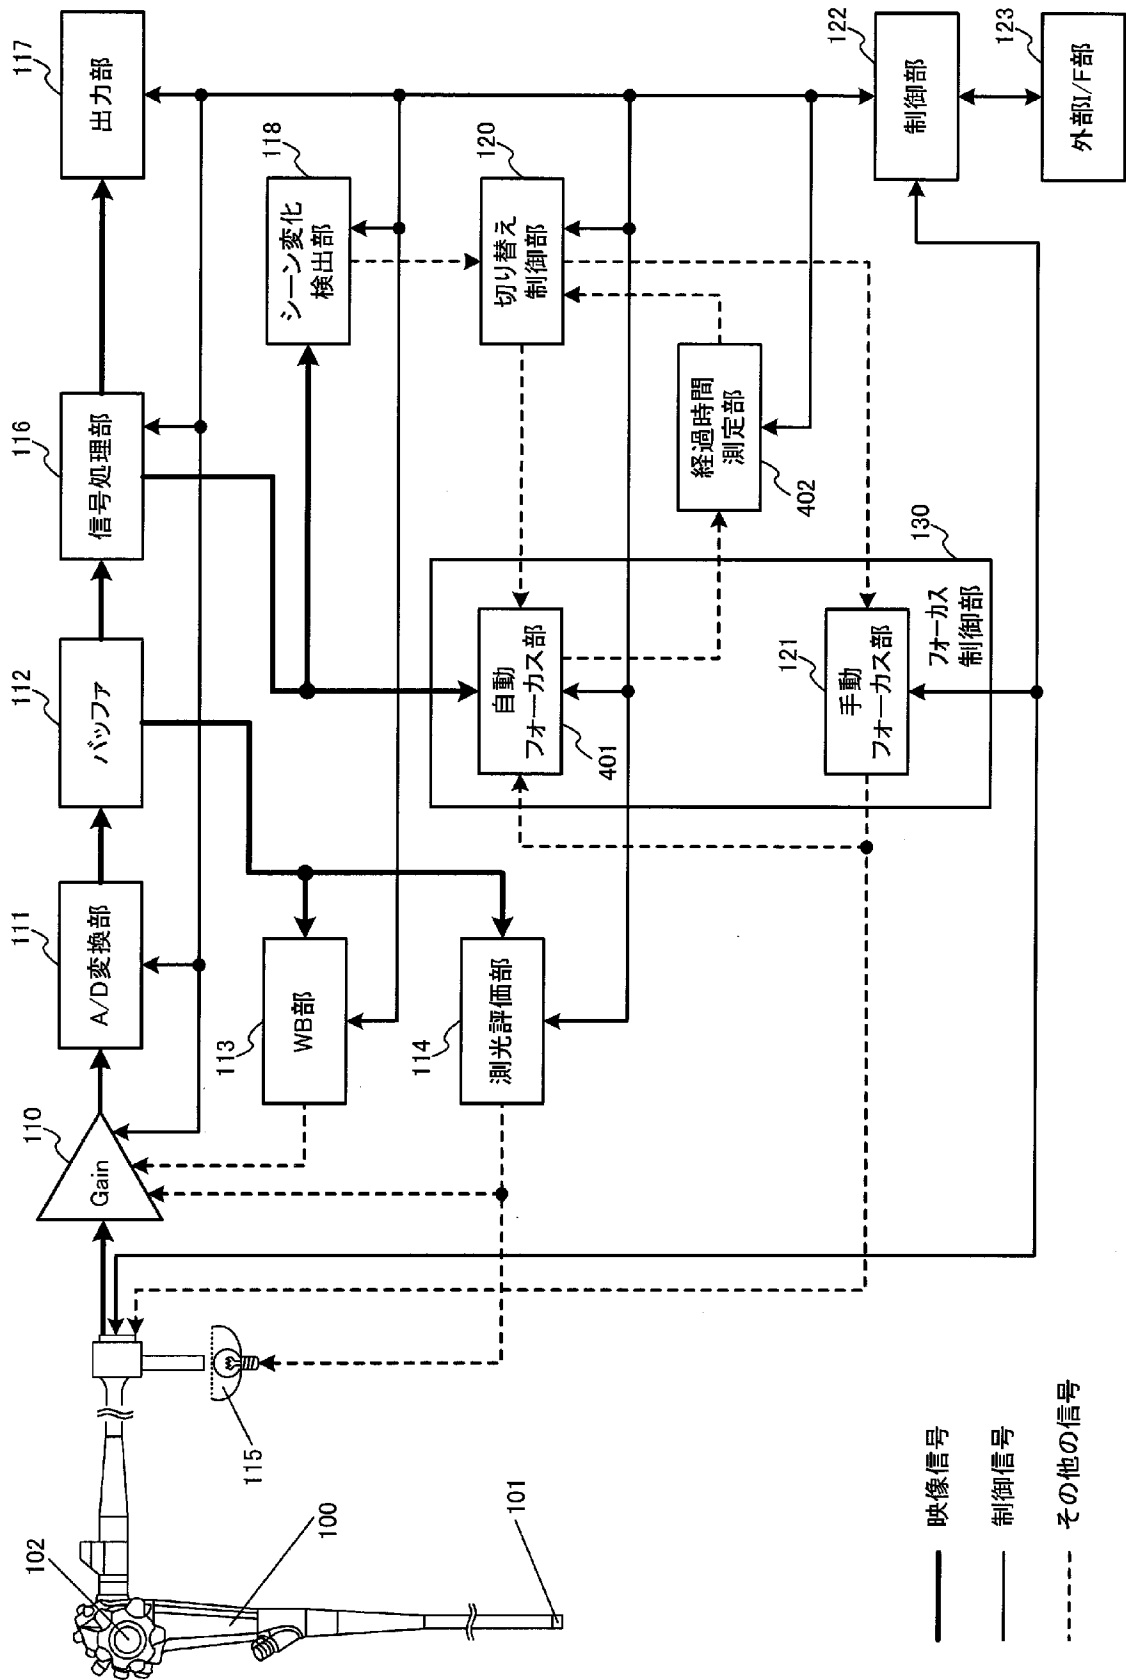 102
100
101
115
110
Gain
111
A/D変換部
112
バッファ
116
信号処理部
117
出力部
113
WB部
114
測光評価部
118
シーン変化
検出部
120
切り替え
制御部
自動
フォーカス部
401
経過時間
測定部
402
130
フォーカス
制御部
121
手動
フォーカス部
122
制御部
123
外部I/F部
映像信号
制御信号
その他の信号